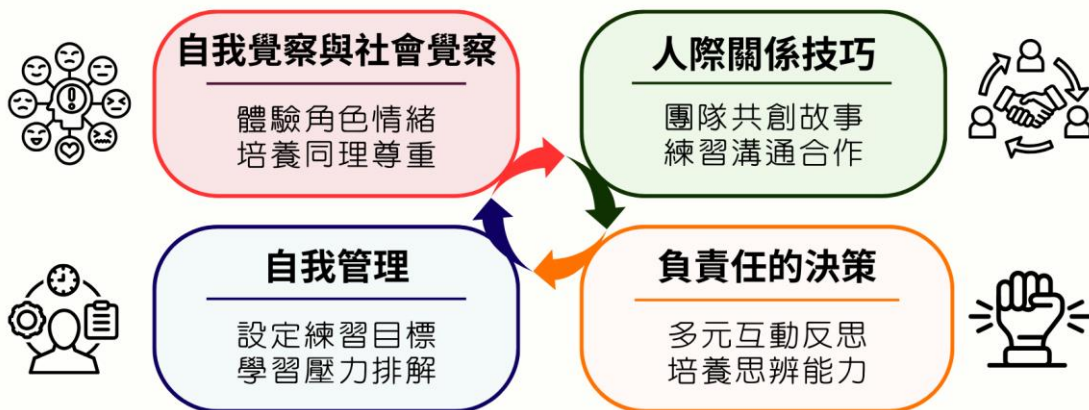 自我覺察與社會覺察
體驗角色情緒
培養同理尊重
人際關係技巧
團隊共創故事
練習溝通合作
自我管理
設定練習目標
學習壓力排解
負責任的決策
多元互動反思
培養思辨能力